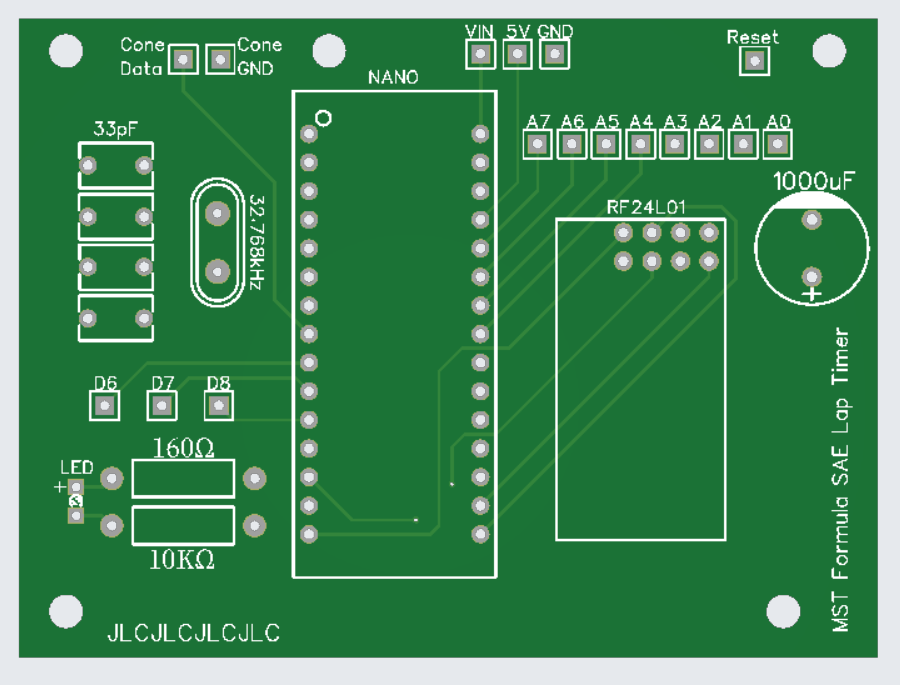 Cone
Data
Cone
GND
VIN 5V GND
Reset
NANO
33pF
A7 A6 A5 A4 A3 A2 A1 A0
32.768kHz
1000uF
RF24L01
+
D6 D7 D8
160Ω
LED
+
10KΩ
MST Formula SAE Lap Timer
JLCJLCJLCJLC